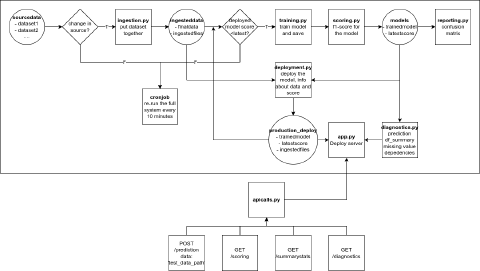 sourcedata
- dataset1
- dataset2
...
change in
source?
ingestion.py
put dataset
together
ingesteddata
- finaldata
- ingestedfiles
deployed
model score
<latest?
training.py
train model
and save
scoring.py
F1-score for
the model
models
- trainedmodel
- latestscore
reporting.py
confusion
matrix
cronjob
re-run the full
system every
10 minutes
deployment.py
deploy the
model, info
about data and
score
production_deploy
- trainedmodel
- latestscore
- ingestedfiles
app.py
Deploy server
diagnostics.py
prediction
df_summary
missing value
depedencies
apicalls.py
POST
/prediction
data:
test_data_path
GET
/scoring
GET
/summarystats
GET
/diagnostics